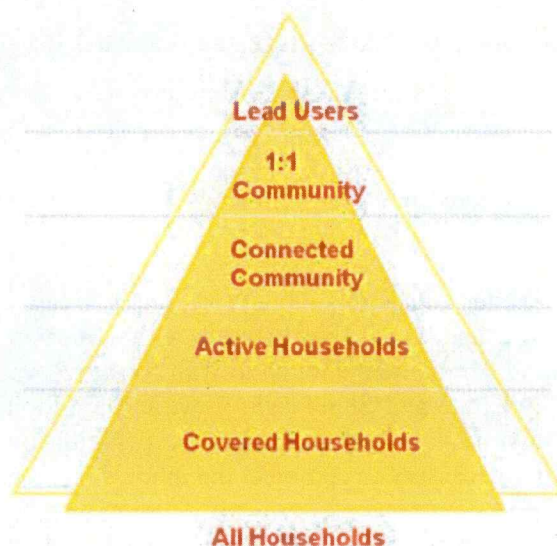 Lead Users
1:1
Community
Connected
Community
Active Households
Covered Households
All Households